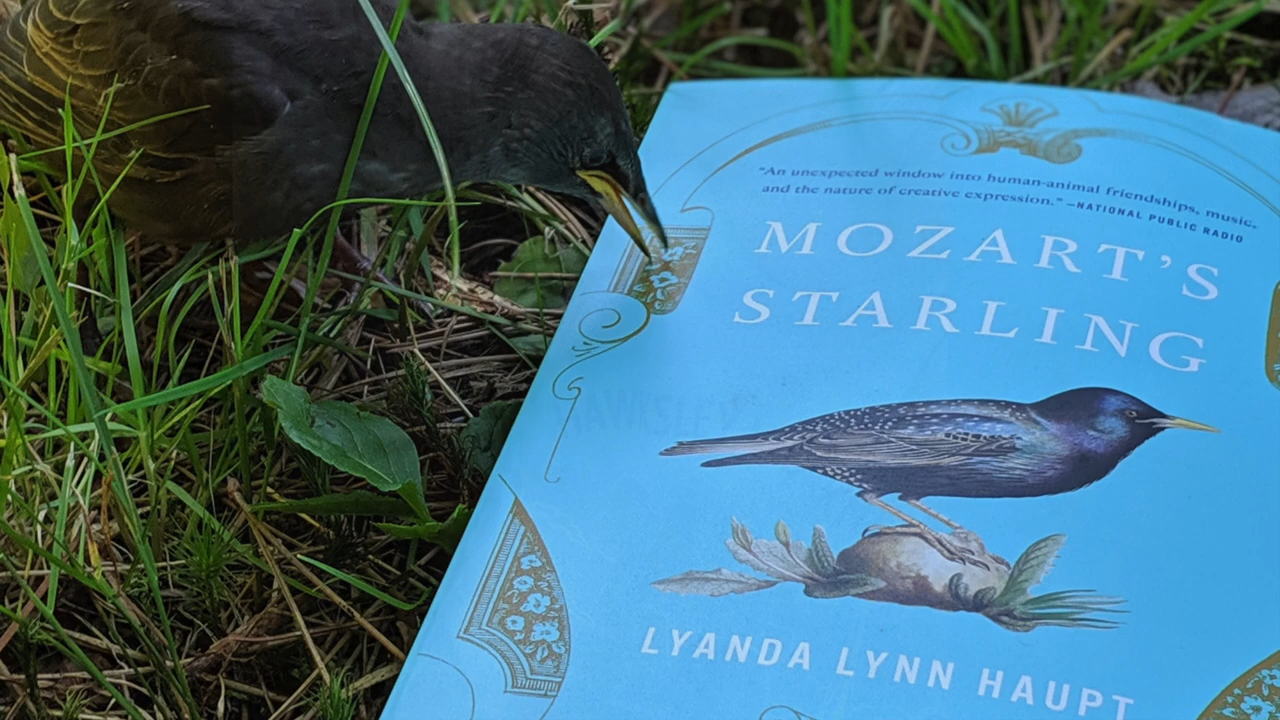 "An unexpected window into human-animal friendships, music,
and the nature of creative expression." —NATIONAL PUBLIC RADIO
MOZART'S
STARLING
LYANDA LYNN HAUPT